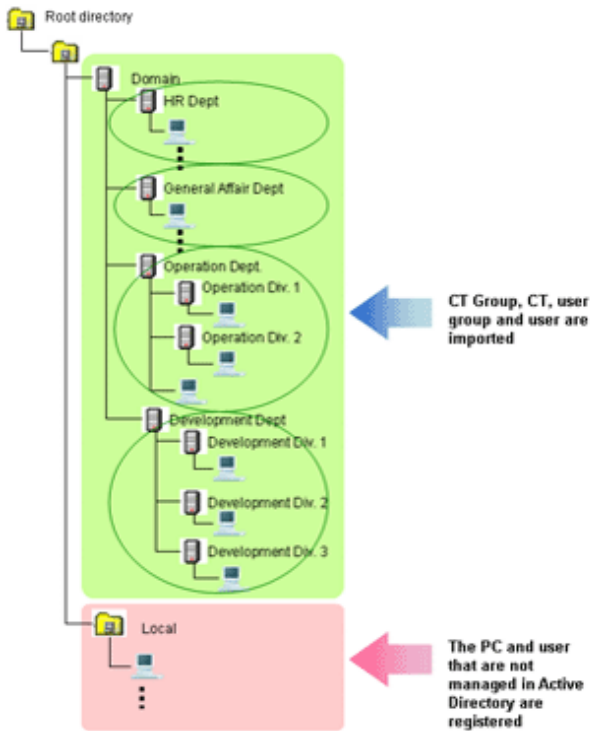 Root directory
Domain
HR Dept
General Affair Dept
Operation Dept.
Operation Div. 1
Operation Div. 2
CT Group, CT, user
group and user are
imported
Development Dept
Development Div. 1
Development Div. 2
Development Div. 3
Local
The PC and user
that are not
managed in Active
Directory are
registered